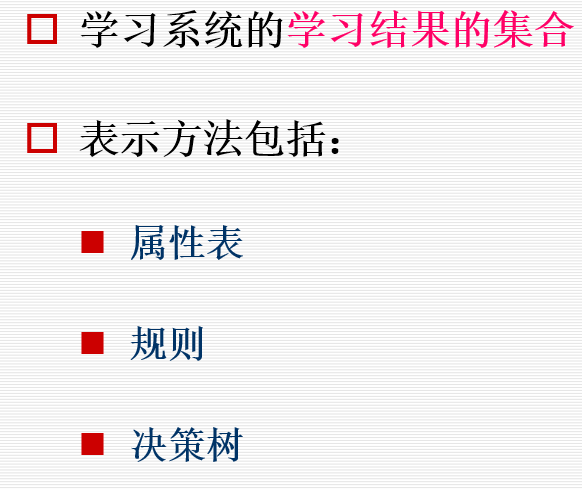 学习系统的学习结果的集合
表示方法包括：
属性表
规则
决策树